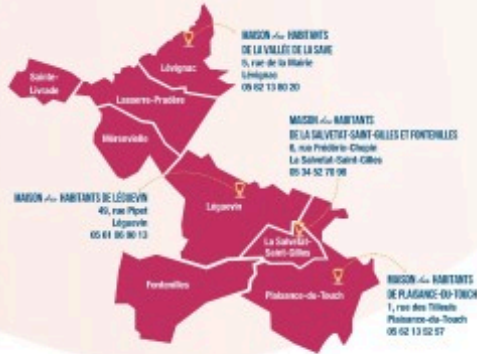 MAISON des HABITANTS
DE LA VALLÉE DE LA SAVE
5, rue de la Mairie
Lévignac
05 62 13 80 20
Lévignac
Sainte-
Livrade
Lasserre-Pradère
Mérenvielle
MAISON des HABITANTS
DE LA SALVETAT-SAINT-GILLES ET FONTENILLES
6, rue Frédéric-Chopin
La Salvetat-Saint-Gilles
05 34 52 70 90
MAISON des HABITANTS DE LÉGUEVIN
49, rue Pipet
Léguevin
05 61 06 90 13
Léguevin
La Salvetat-
Saint-Gilles
Fontenilles
Plaisance-du-Touch
MAISON des HABITANTS
DE PLAISANCE-DU-TOUCH
1, rue des Tilleuls
Plaisance-du-Touch
05 62 13 52 57